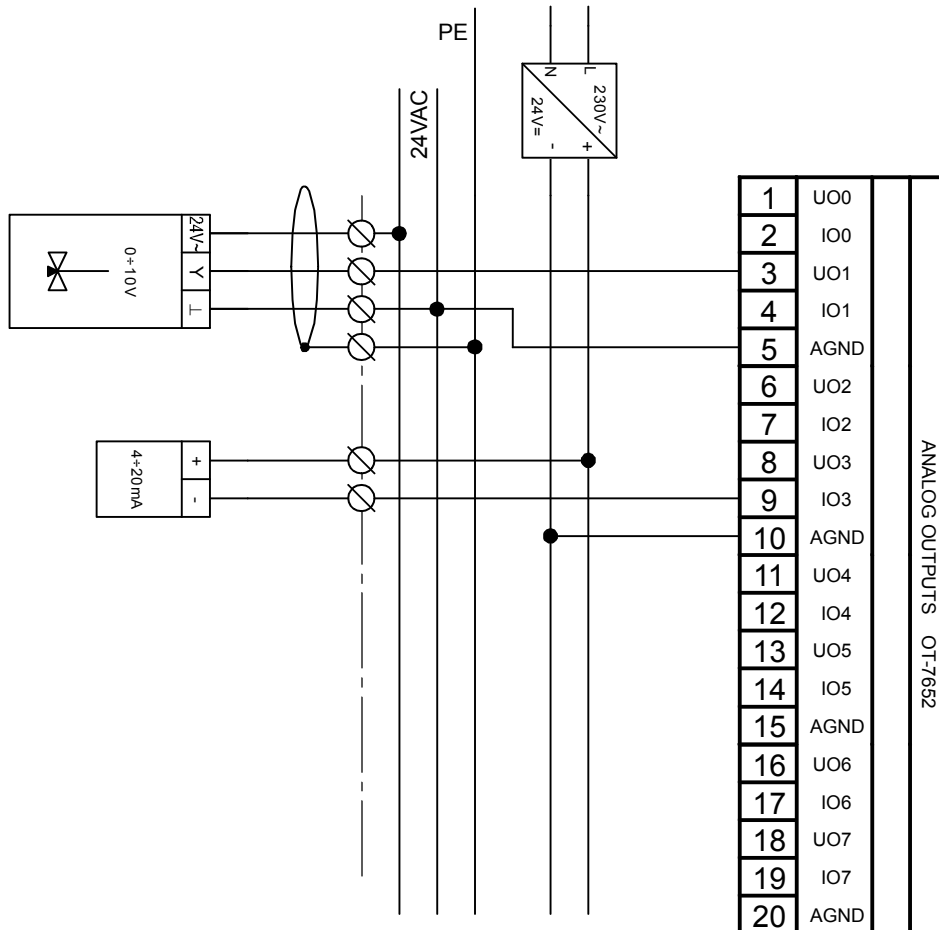 PE
24VAC
L
N
230V~
24V=
+
-
24V~
Y
⊥
0÷10V
+
-
4÷20mA
1 UO0
2 IO0
3 UO1
4 IO1
5 AGND
6 UO2
7 IO2
8 UO3
9 IO3
10 AGND
11 UO4
12 IO4
13 UO5
14 IO5
15 AGND
16 UO6
17 IO6
18 UO7
19 IO7
20 AGND
ANALOG OUTPUTS OT-7652